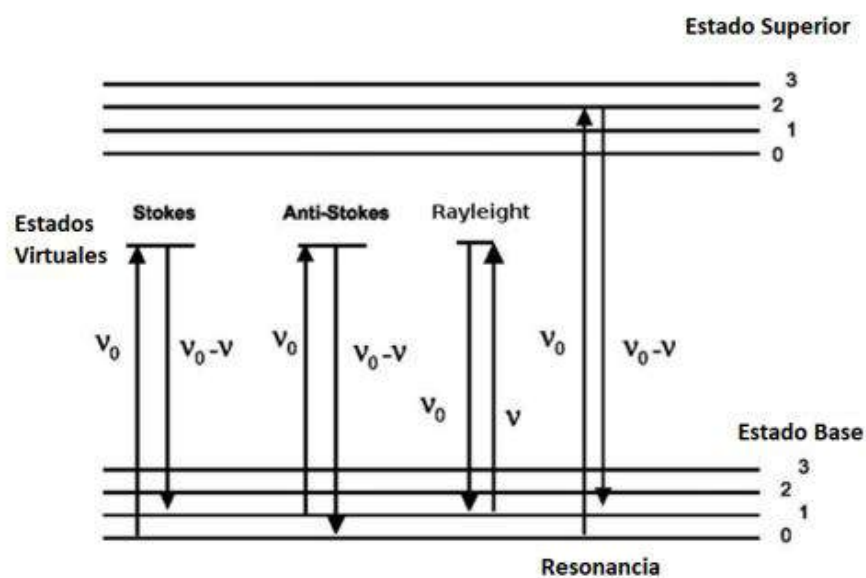 Estado Superior
3
2
1
0
Estados
Virtuales
Stokes
Anti-Stokes
Rayleight
ν₀
ν₀-ν
ν₀
ν₀-ν
ν₀
ν
ν₀
ν₀-ν
Estado Base
3
2
1
0
Resonancia